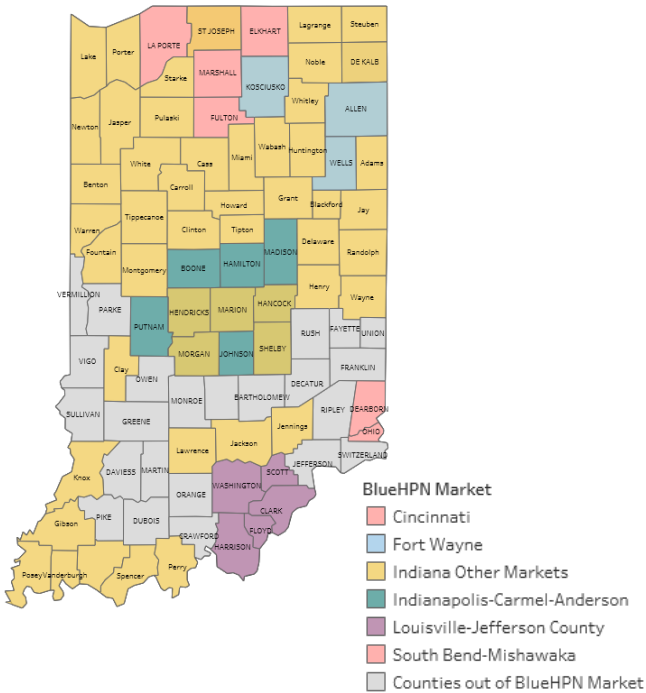 Lagrange Steuben
ST JOSEPH ELKHART
LA PORTE
Lake Porter
Noble DE KALB
Starke MARSHALL
KOSCIUSKO
Whitley
ALLEN
Newton Jasper Pulaski FULTON
Wabash Huntington
Miami
White Cass WELLS Adams
Benton Carroll
Howard Grant Blackford Jay
Tippecanoe
Warren Clinton Tipton
Fountain Delaware
MADISON Randolph
Montgomery BOONE HAMILTON
Henry
VERMILLION Wayne
PARKE HENDRICKS MARION HANCOCK
PUTNAM
RUSH FAYETTE UNION
VIGO MORGAN JOHNSON SHELBY
Clay FRANKLIN
OWEN DECATUR
MONROE BARTHOLOMEW
SULLIVAN GREENE RIPLEY DEARBORN
Jennings OHIO
Lawrence Jackson
SWITZERLAND
JEFFERSON
Knox DAVIESS MARTIN SCOTT
WASHINGTON
ORANGE
CLARK
PIKE DUBOIS
Gibson FLOYD
CRAWFORD HARRISON
Perry
Posey Vanderburgh Spencer
BlueHPN Market
Cincinnati
Fort Wayne
Indiana Other Markets
Indianapolis-Carmel-Anderson
Louisville-Jefferson County
South Bend-Mishawaka
Counties out of BlueHPN Market